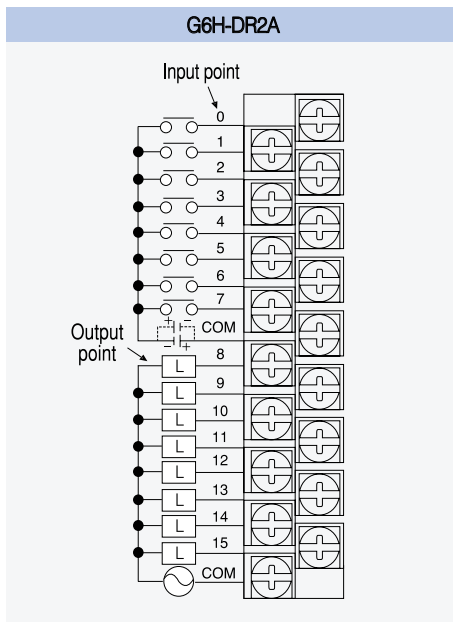 G6H-DR2A
Input point
0
1
2
3
4
5
6
7
+ −
COM
− +
Output
point
8
L
9
L
10
L
11
L
12
L
13
L
14
L
15
L
COM